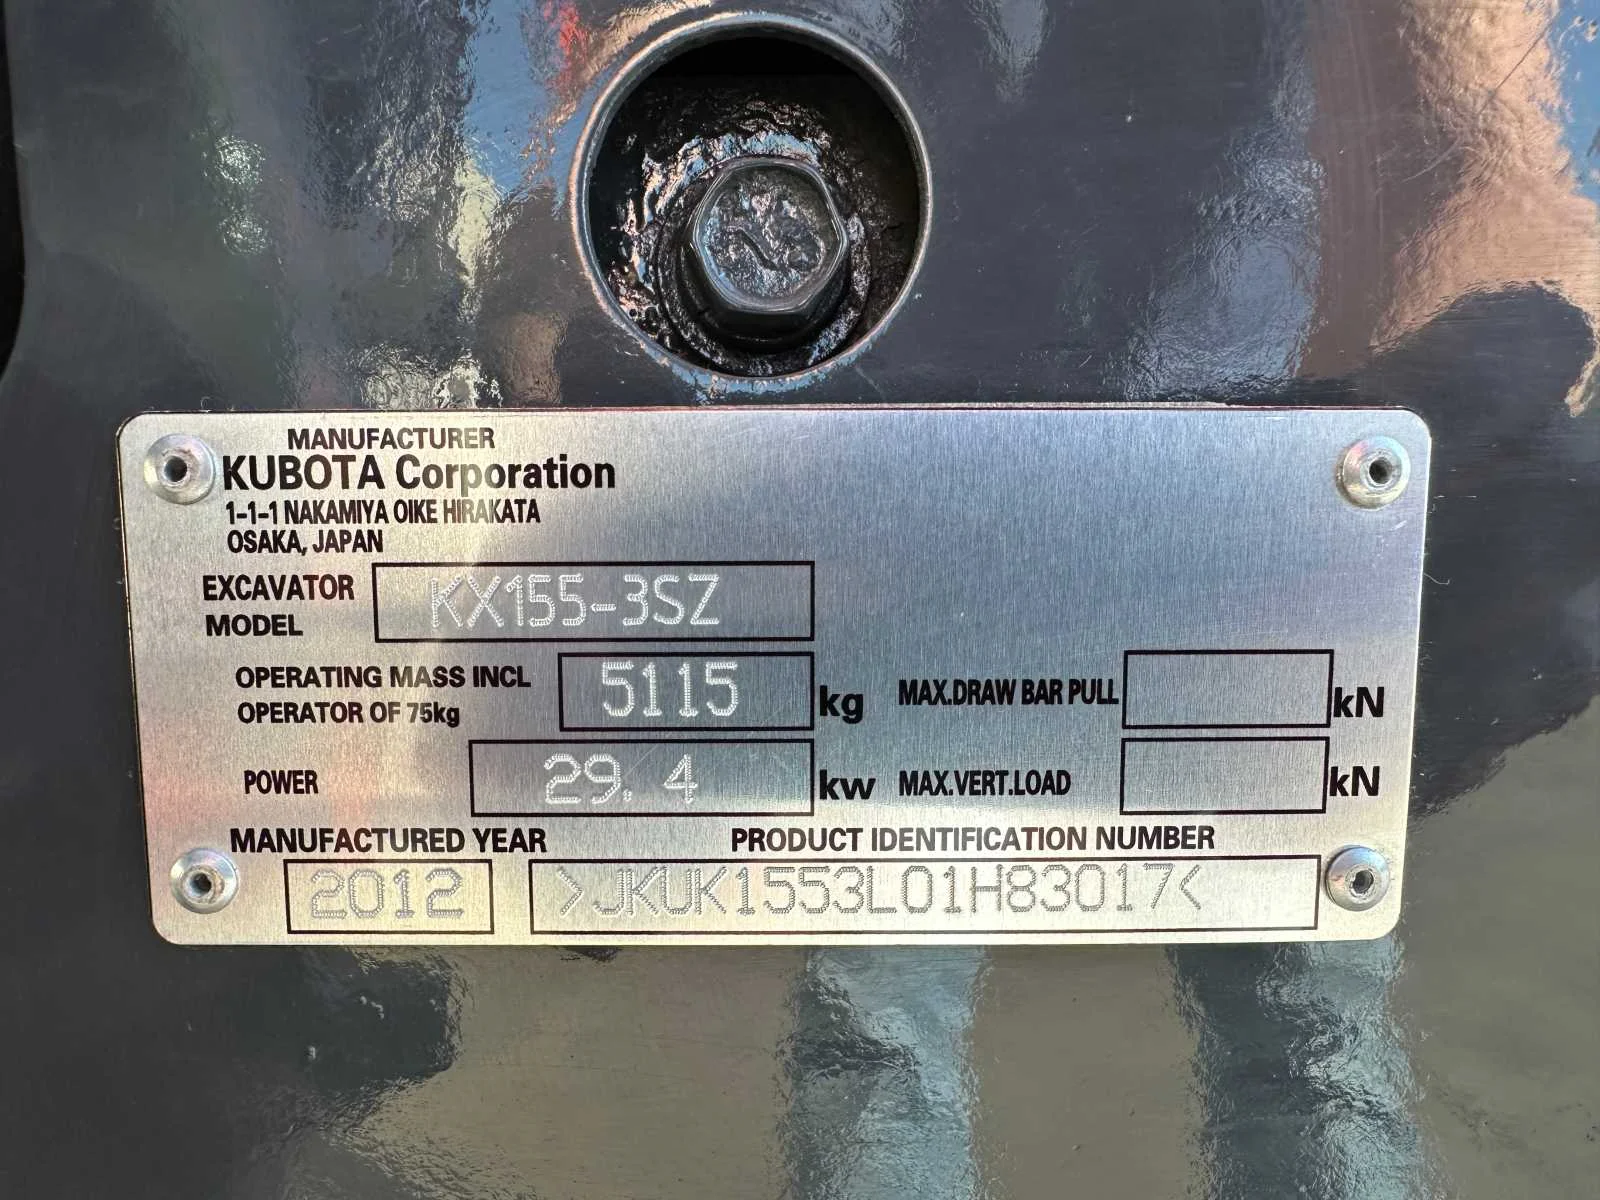 MANUFACTURER
KUBOTA Corporation
1-1-1 NAKAMIYA OIKE HIRAKATA
OSAKA, JAPAN
EXCAVATOR MODEL KX155-3SZ
OPERATING MASS INCL
OPERATOR OF 75kg 5115 kg
MAX.DRAW BAR PULL kN
POWER 29.4 kw
MAX.VERT.LOAD kN
MANUFACTURED YEAR
2012
PRODUCT IDENTIFICATION NUMBER
>JKUK1553L01H83017<